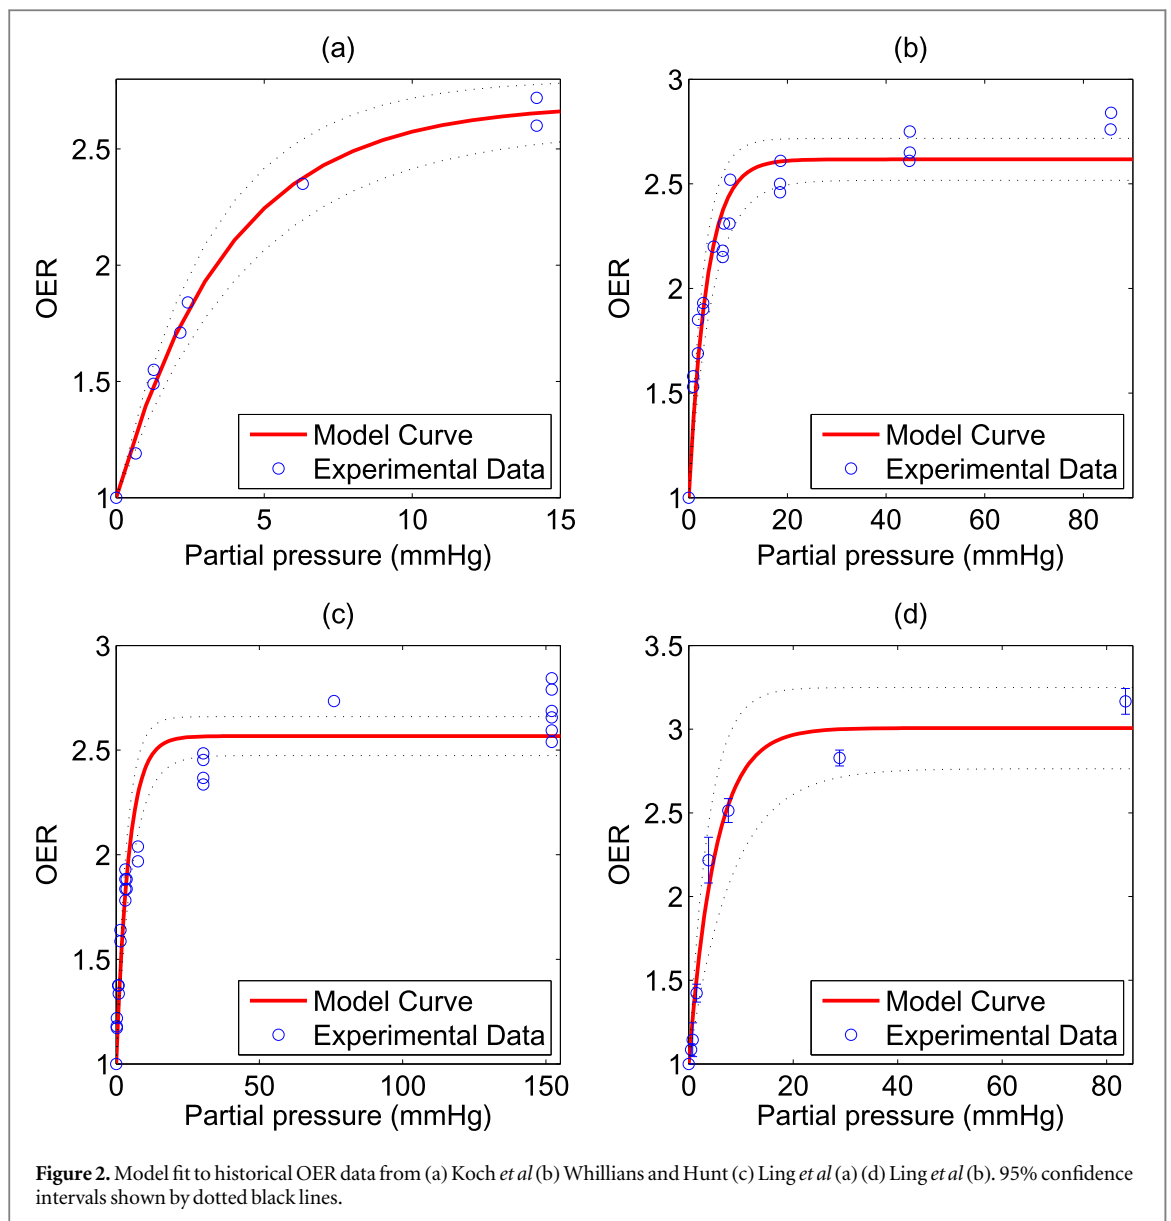 (a)
OER
2.5
2
1.5
1
0 5 10 15
Partial pressure (mmHg)
Model Curve
Experimental Data
(b)
OER
3
2.5
2
1.5
1
0 20 40 60 80
Partial pressure (mmHg)
Model Curve
Experimental Data
(c)
OER
3
2.5
2
1.5
1
0 50 100 150
Partial pressure (mmHg)
Model Curve
Experimental Data
(d)
OER
3.5
3
2.5
2
1.5
1
0 20 40 60 80
Partial pressure (mmHg)
Model Curve
Experimental Data
Figure 2. Model fit to historical OER data from (a) Koch et al (b) Whillians and Hunt (c) Ling et al (a) (d) Ling et al (b). 95% confidence
intervals shown by dotted black lines.